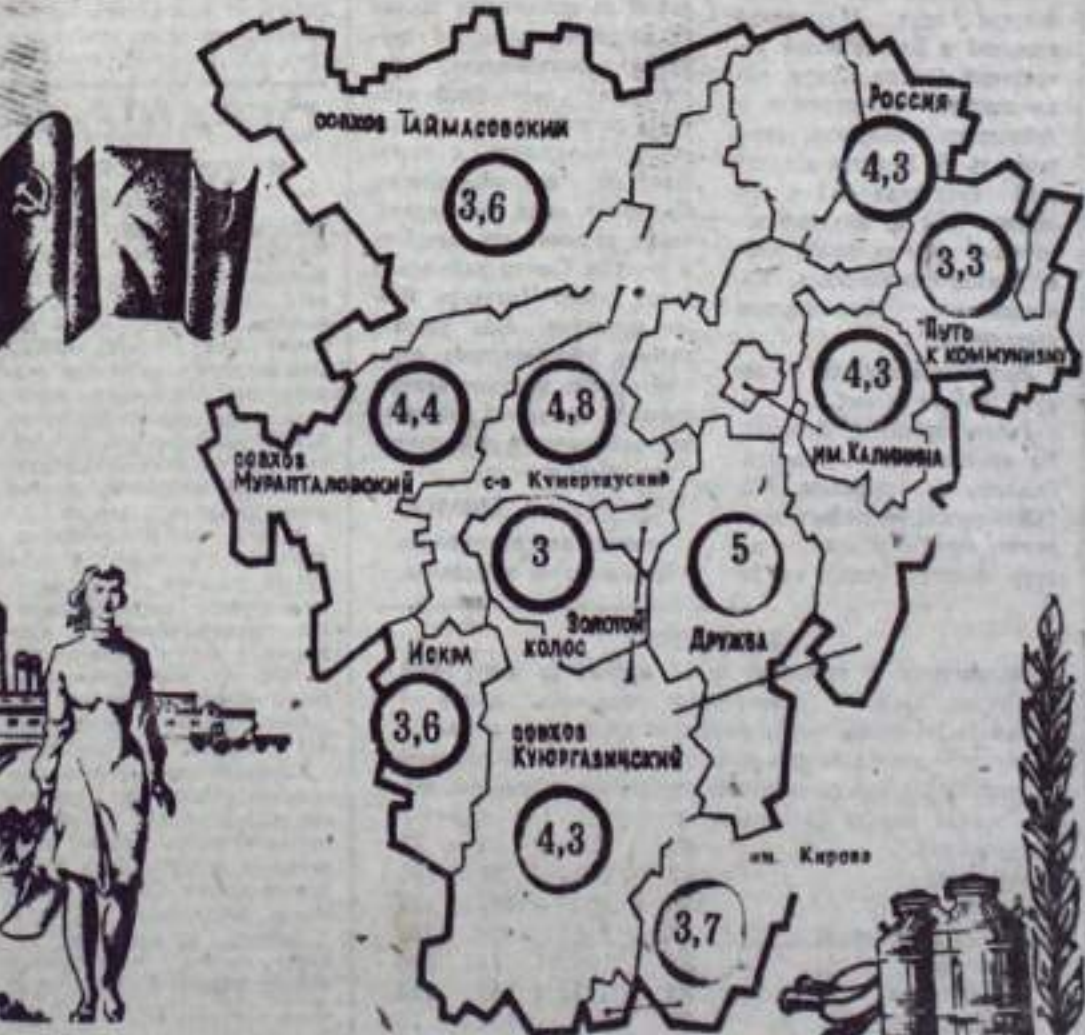 совхоз Таймасовский
3,6
Россия
4,3
3,3
Путь
к коммунизму
4,3
им. Калинина
4,4
совхоз
Мурапталовский
4,8
с-з Кумертауский
3
Золотой
колос
5
Дружба
Искра
3,6
совхоз
Куюргазинский
4,3
им. Кирова
3,7